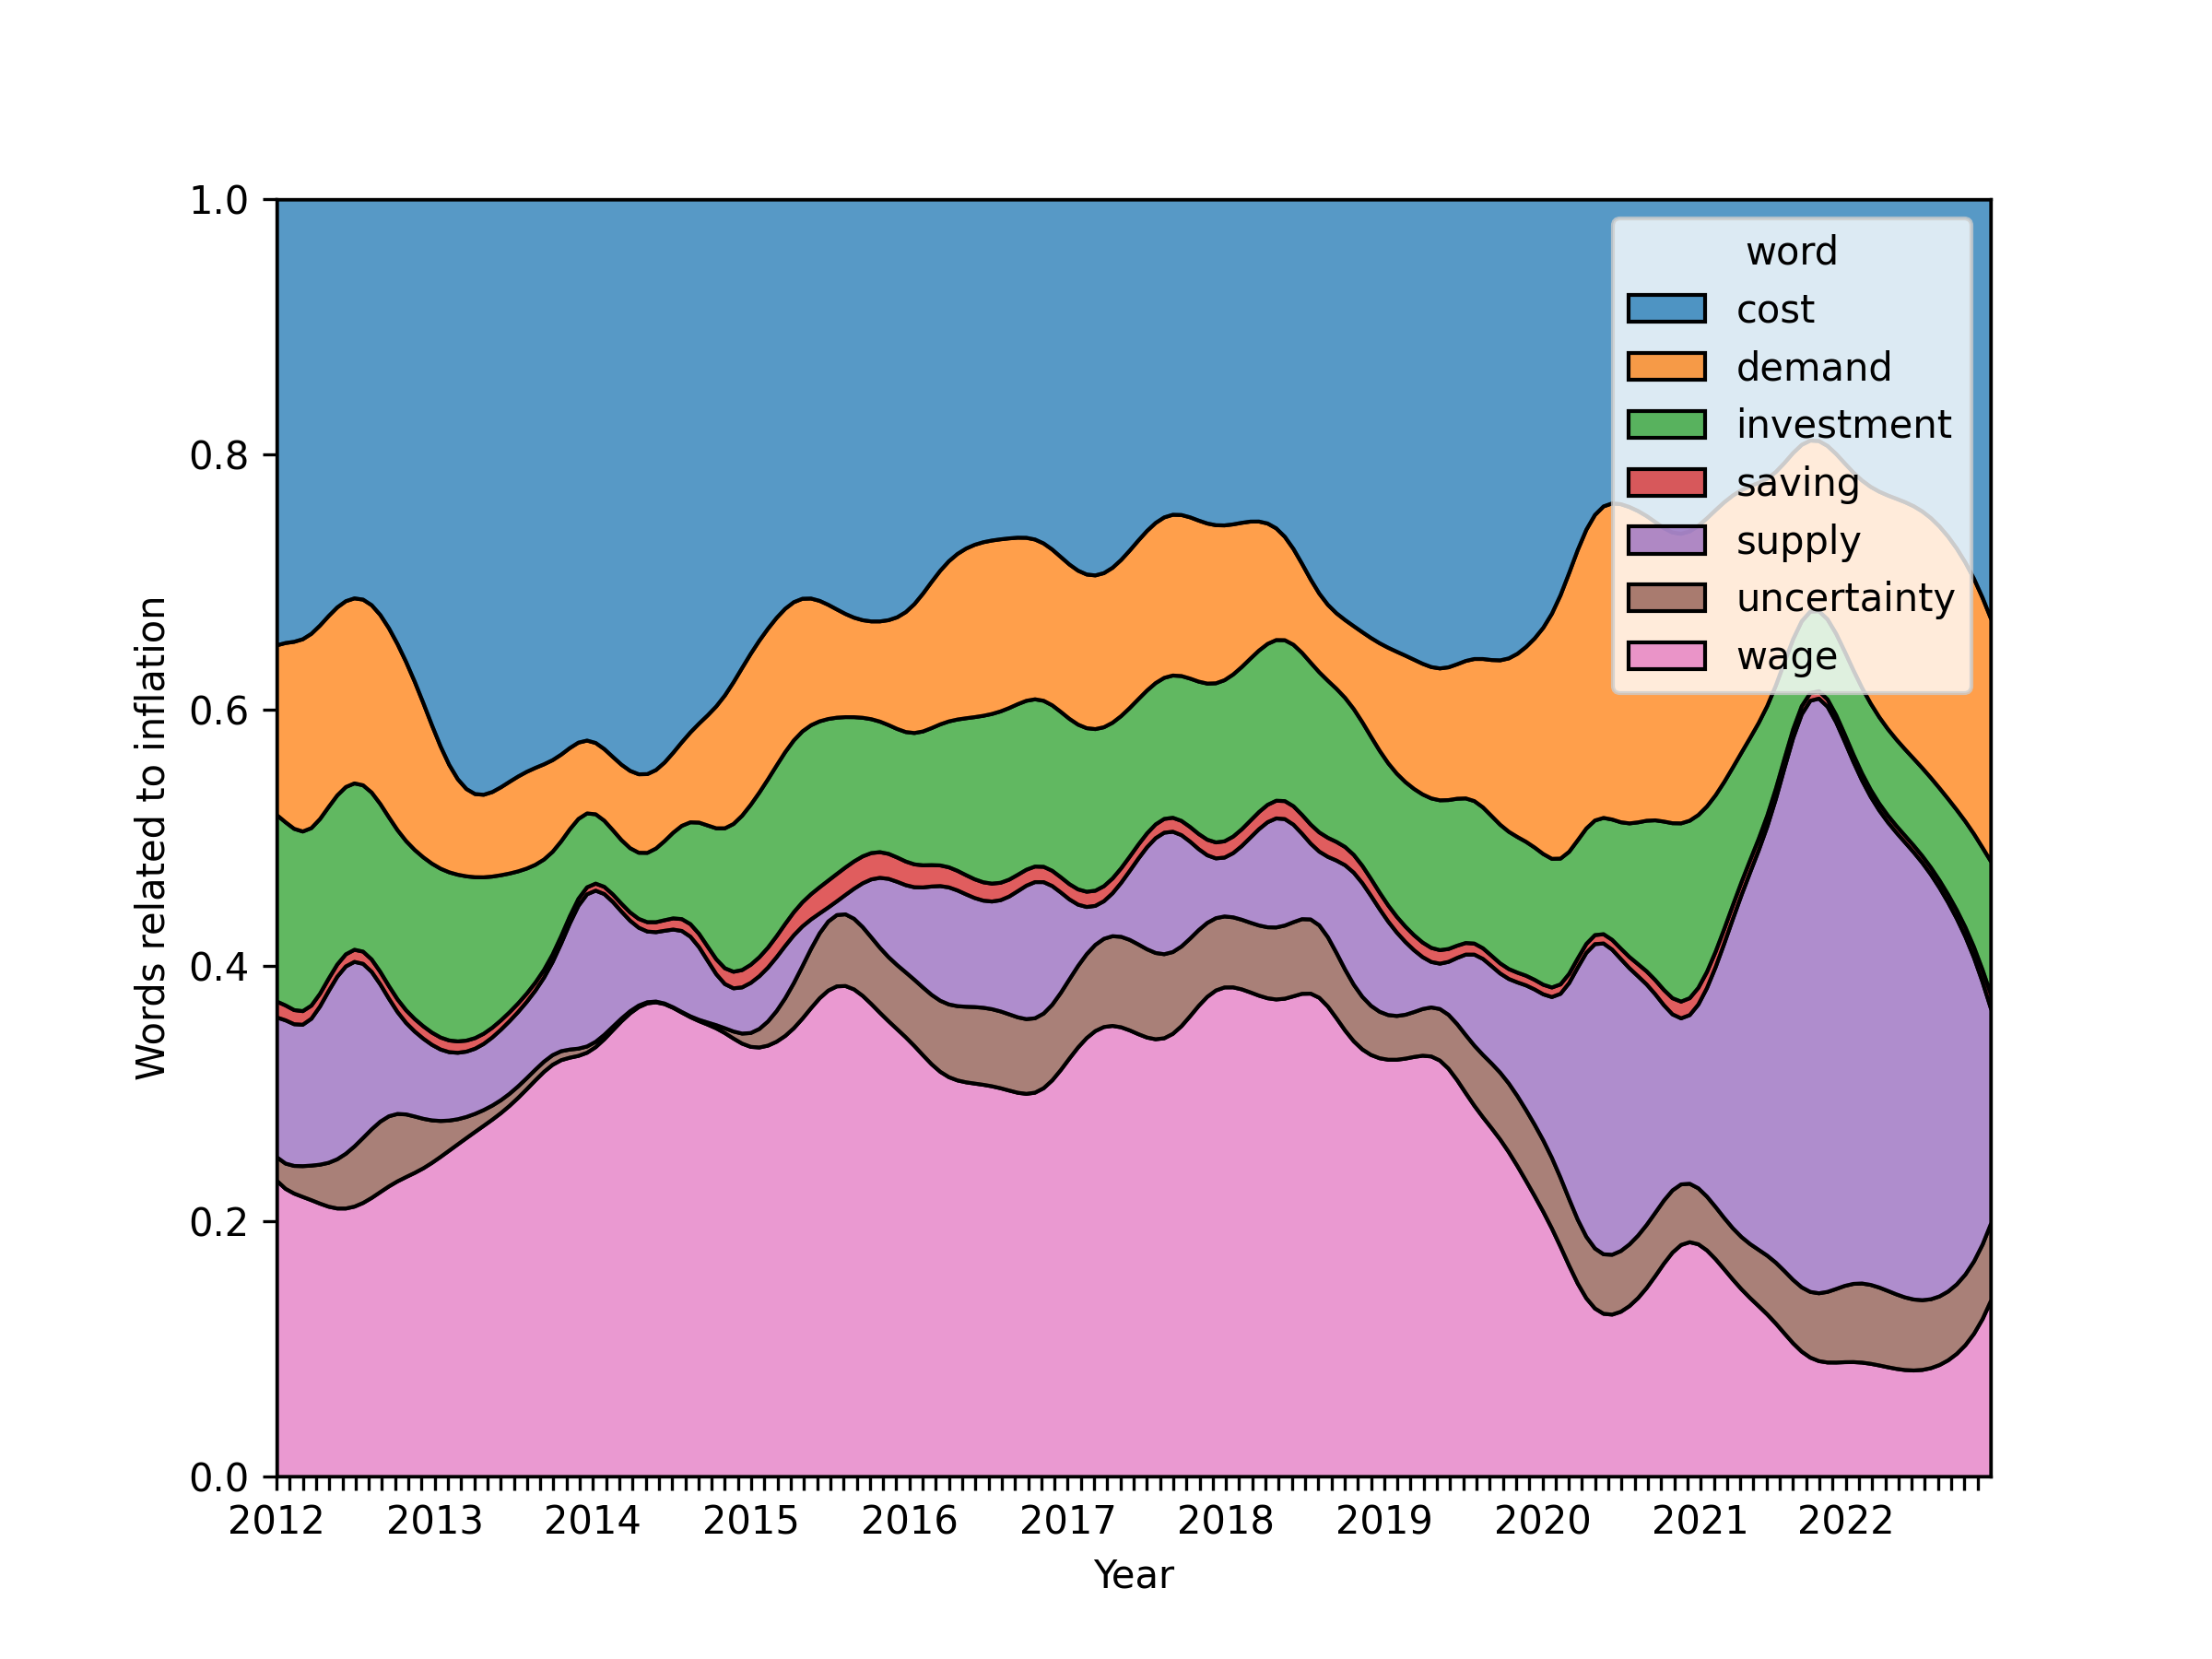 1.0
0.8
0.6
0.4
0.2
0.0
Words related to inflation
word
cost
demand
investment
saving
supply
uncertainty
wage
2012 2013 2014 2015 2016 2017 2018 2019 2020 2021 2022
Year